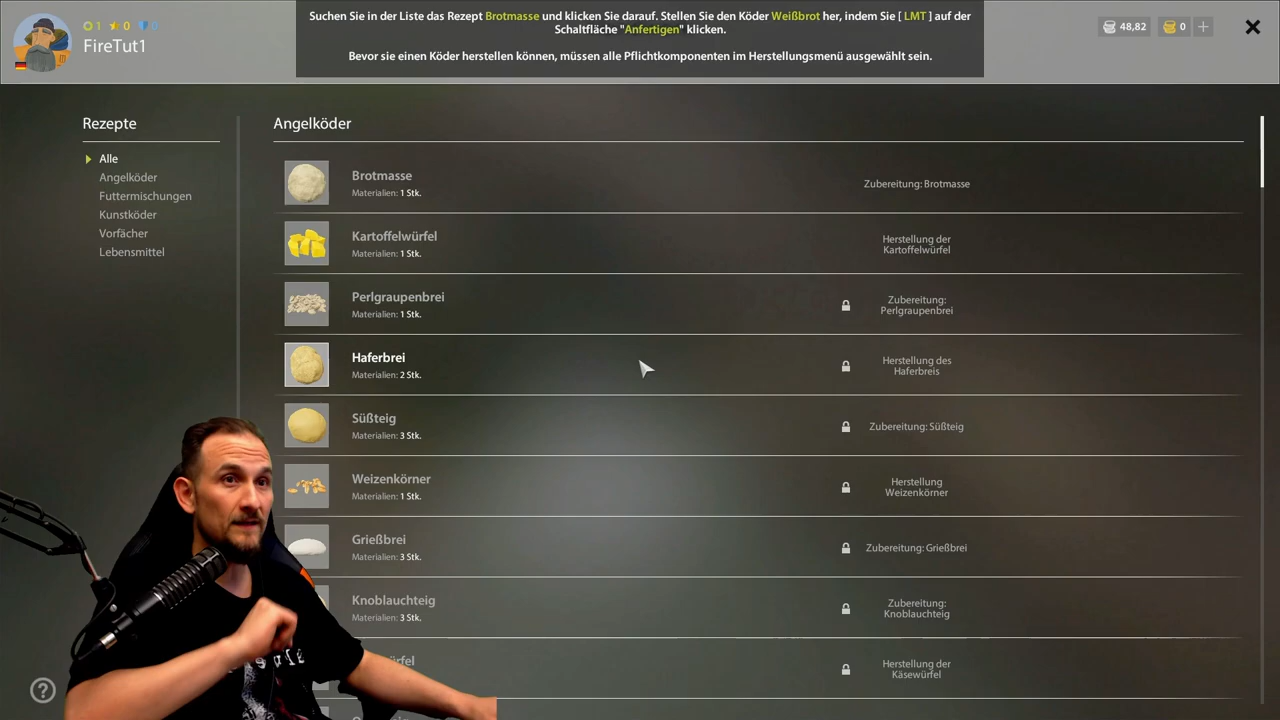 1 0 0
FireTut1
Suchen Sie in der Liste das Rezept Brotmasse und klicken Sie darauf. Stellen Sie den Köder Weißbrot her, indem Sie [ LMT ] auf der
Schaltfläche "Anfertigen" klicken.
Bevor sie einen Köder herstellen können, müssen alle Pflichtkomponenten im Herstellungsmenü ausgewählt sein.
48,82 0 +
Rezepte
Alle
Angelköder
Futtermischungen
Kunstköder
Vorfächer
Lebensmittel
Angelköder
Brotmasse
Materialien: 1 Stk.
Zubereitung: Brotmasse
Kartoffelwürfel
Materialien: 1 Stk.
Herstellung der
Kartoffelwürfel
Perlgraupenbrei
Materialien: 1 Stk.
Zubereitung:
Perlgraupenbrei
Haferbrei
Materialien: 2 Stk.
Herstellung des
Haferbreis
Süßteig
Materialien: 3 Stk.
Zubereitung: Süßteig
Weizenkörner
Materialien: 1 Stk.
Herstellung
Weizenkörner
Grießbrei
Materialien: 3 Stk.
Zubereitung: Grießbrei
Knoblauchteig
Materialien: 3 Stk.
Zubereitung:
Knoblauchteig
Herstellung der
Käsewürfel
?